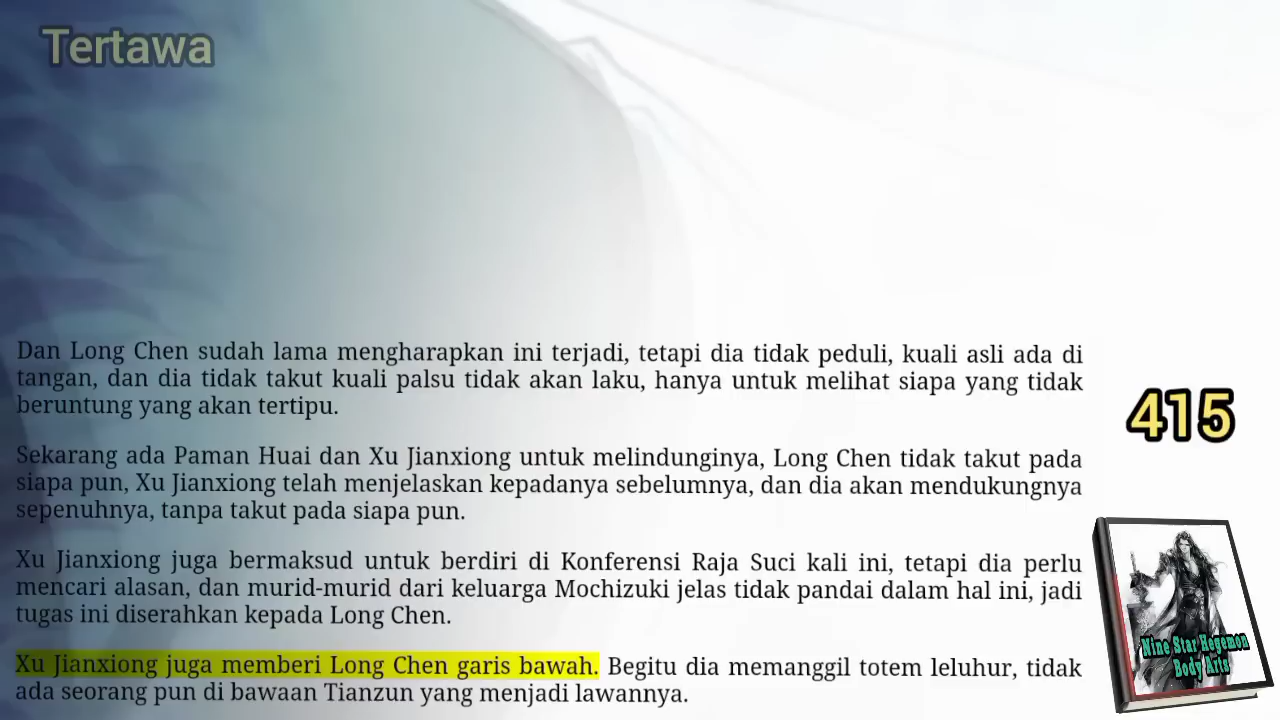 Tertawa
Dan Long Chen sudah lama mengharapkan ini terjadi, tetapi dia tidak peduli, kuali asli ada di
tangan, dan dia tidak takut kuali palsu tidak akan laku, hanya untuk melihat siapa yang tidak
beruntung yang akan tertipu.
Sekarang ada Paman Huai dan Xu Jianxiong untuk melindunginya, Long Chen tidak takut pada
siapa pun, Xu Jianxiong telah menjelaskan kepadanya sebelumnya, dan dia akan mendukungnya
sepenuhnya, tanpa takut pada siapa pun.
Xu Jianxiong juga bermaksud untuk berdiri di Konferensi Raja Suci kali ini, tetapi dia perlu
mencari alasan, dan murid-murid dari keluarga Mochizuki jelas tidak pandai dalam hal ini, jadi
tugas ini diserahkan kepada Long Chen.
Xu Jianxiong juga memberi Long Chen garis bawah. Begitu dia memanggil totem leluhur, tidak
ada seorang pun di bawaan Tianzun yang menjadi lawannya.
415
Nine Star Hegemon
Body Arts